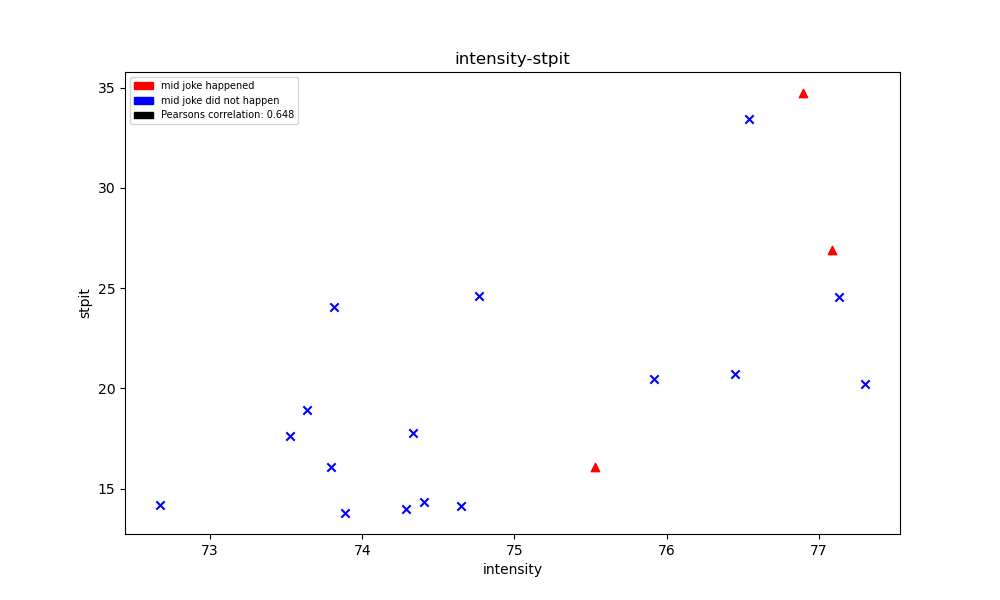 intensity-stpit
mid joke happened
mid joke did not happen
Pearsons correlation: 0.648
35
30
25
20
15
stpit
73 74 75 76 77
intensity